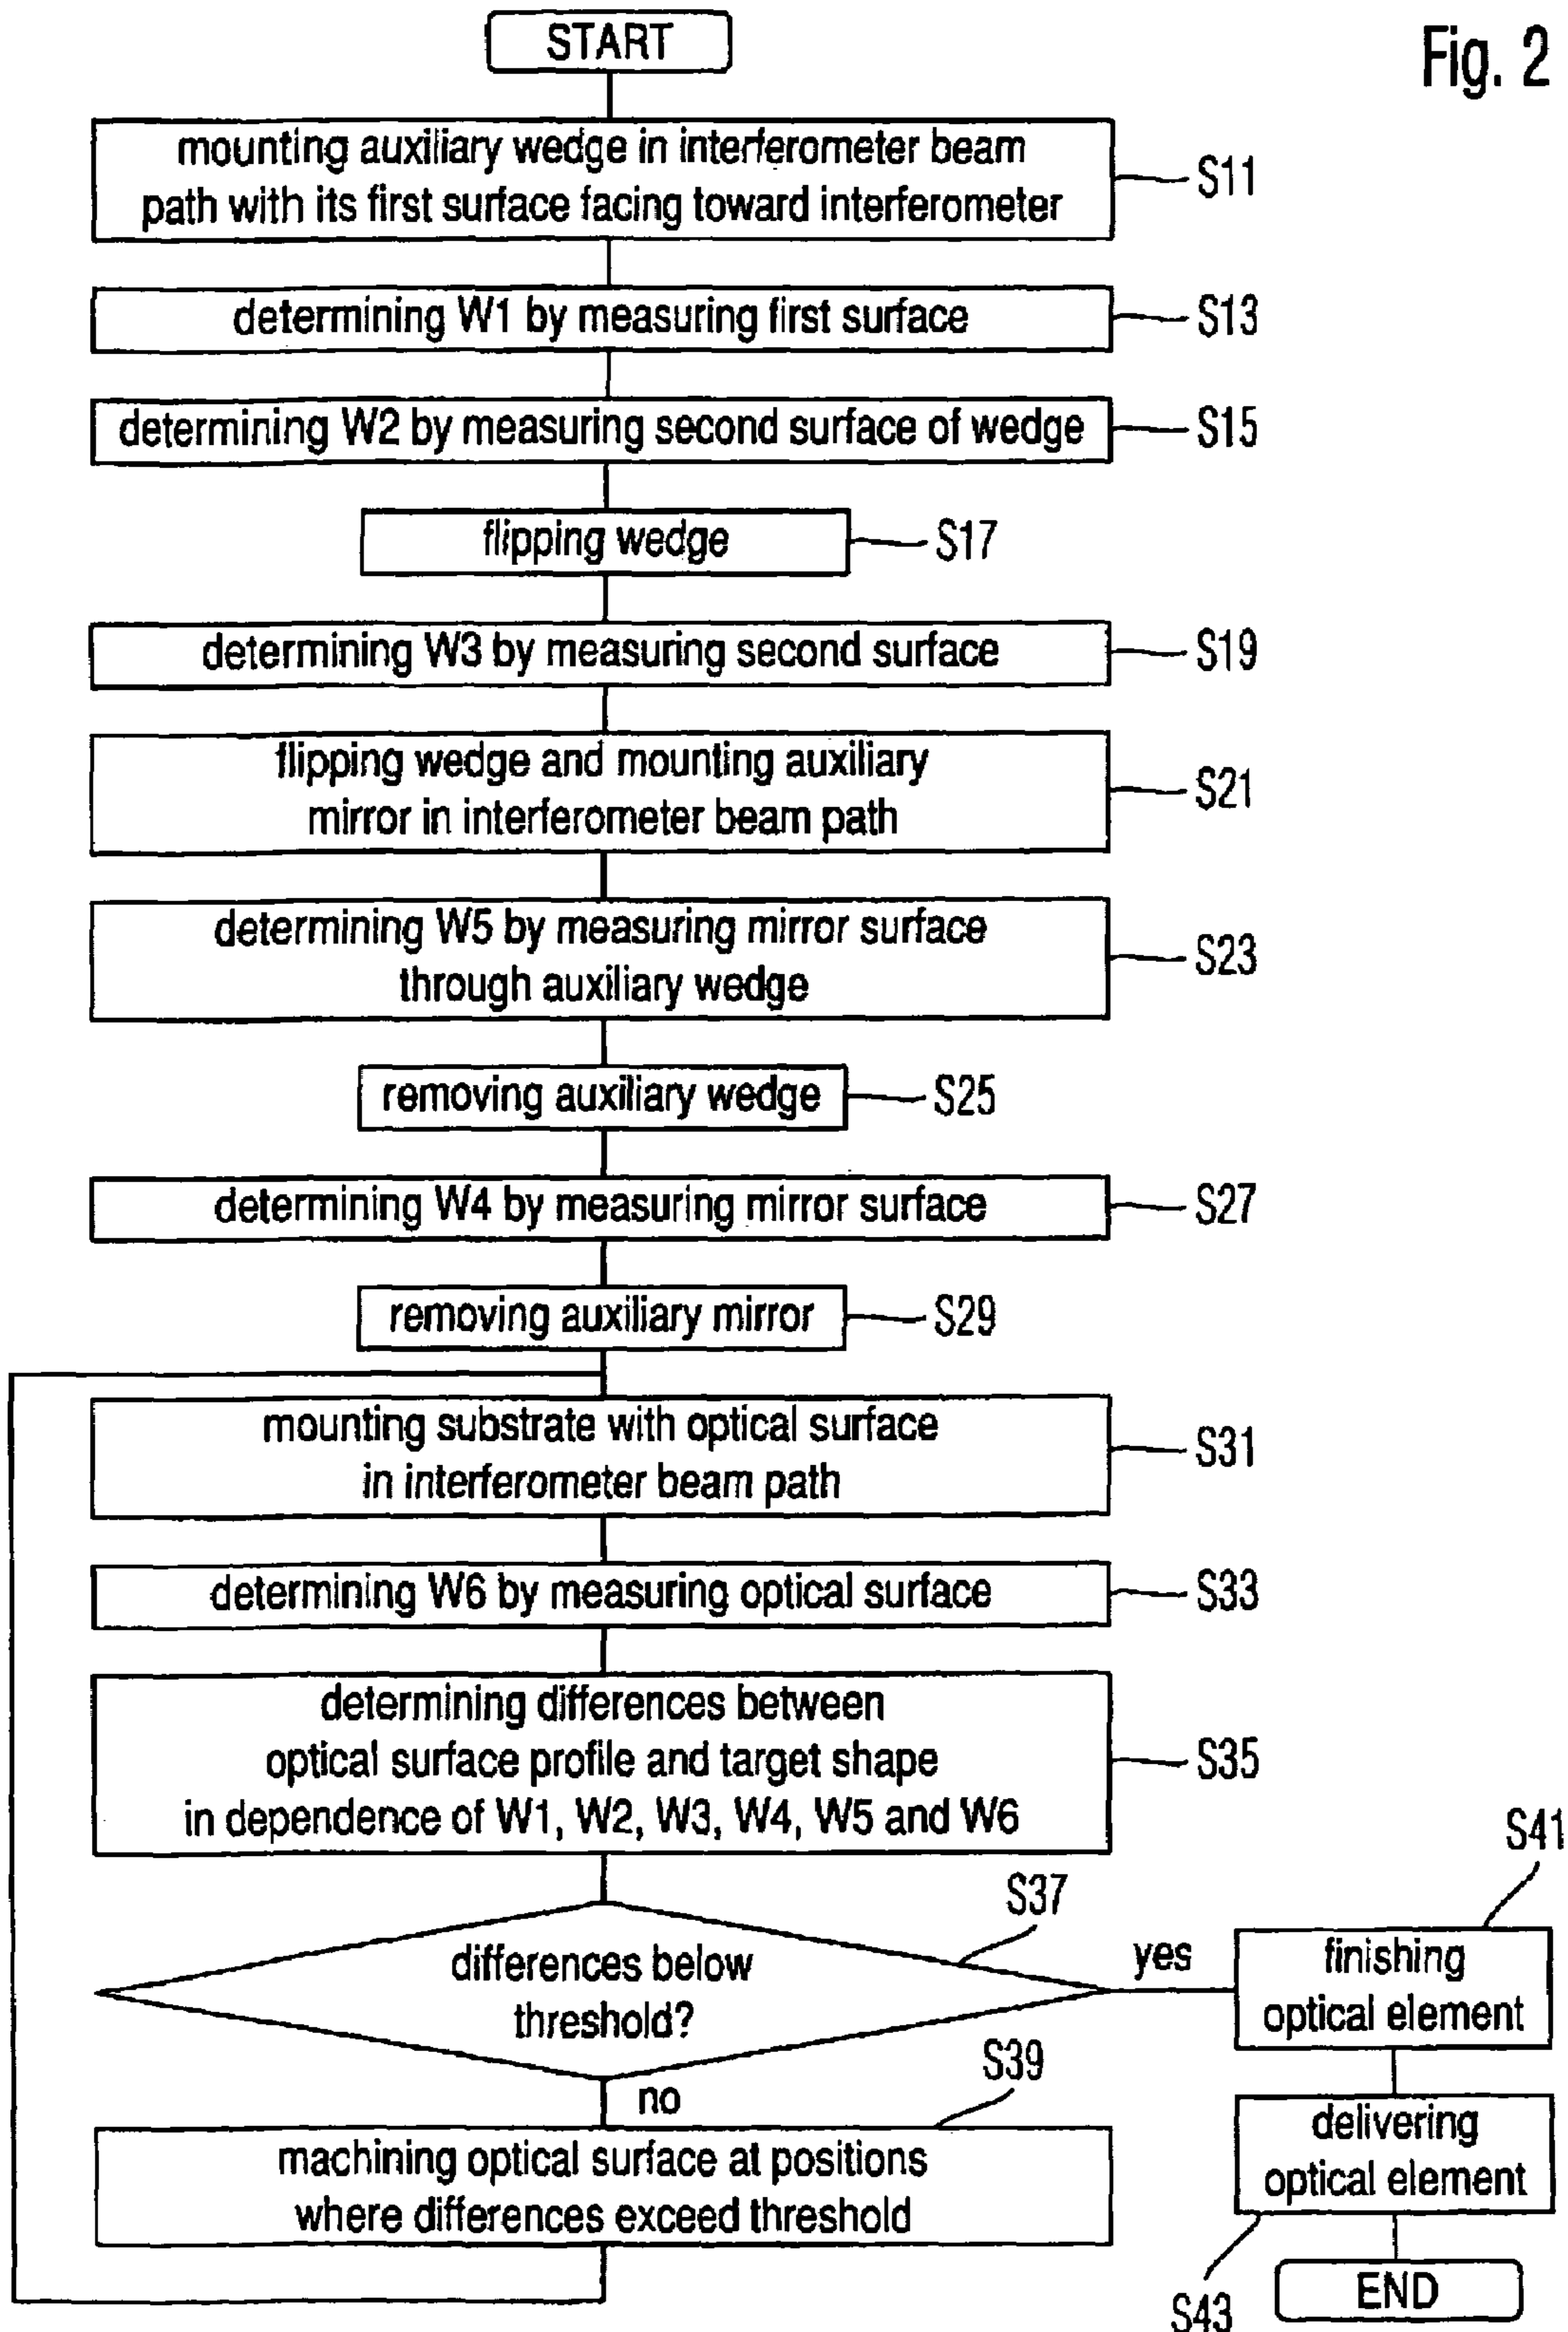 START
Fig. 2
mounting auxiliary wedge in interferometer beam
path with its first surface facing toward interferometer
S11
determining W1 by measuring first surface
S13
determining W2 by measuring second surface of wedge
S15
flipping wedge
S17
determining W3 by measuring second surface
S19
flipping wedge and mounting auxiliary
mirror in interferometer beam path
S21
determining W5 by measuring mirror surface
through auxiliary wedge
S23
removing auxiliary wedge
S25
determining W4 by measuring mirror surface
S27
removing auxiliary mirror
S29
mounting substrate with optical surface
in interferometer beam path
S31
determining W6 by measuring optical surface
S33
determining differences between
optical surface profile and target shape
in dependence of W1, W2, W3, W4, W5 and W6
S35
differences below
threshold?
S37
yes
finishing
optical element
S41
no
machining optical surface at positions
where differences exceed threshold
S39
delivering
optical element
S43
END